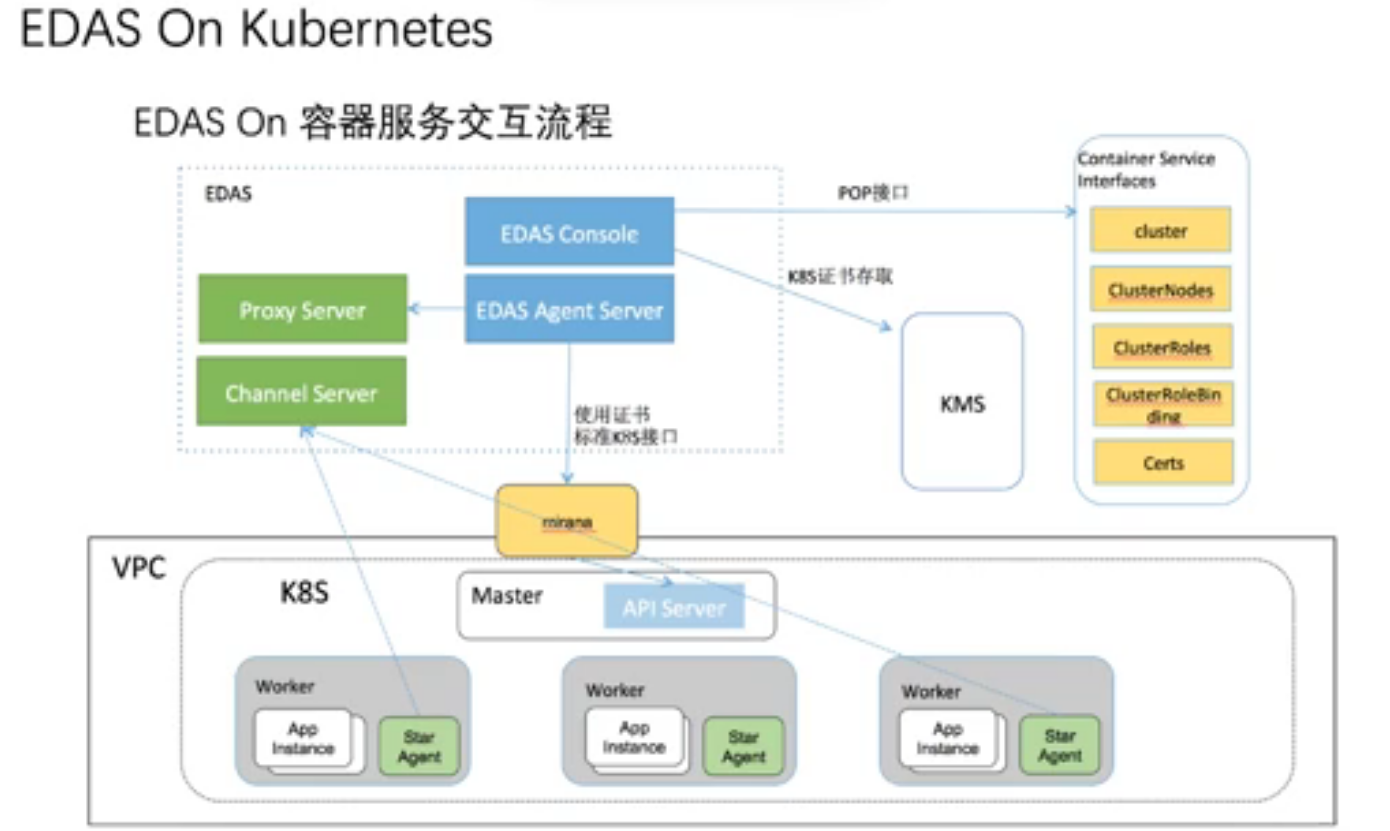 EDAS On Kubernetes
EDAS On 容器服务交互流程
EDAS
EDAS Console
EDAS Agent Server
Proxy Server
Channel Server
POP接口
K8S证书存取
使用证书
标准K8S接口
KMS
Container Service
Interfaces
cluster
ClusterNodes
ClusterRoles
ClusterRoleBin
ding
Certs
mirana
VPC
K8S
Master
API Server
Worker
App
Instance
Star
Agent
Worker
App
Instance
Star
Agent
Worker
App
Instance
Star
Agent